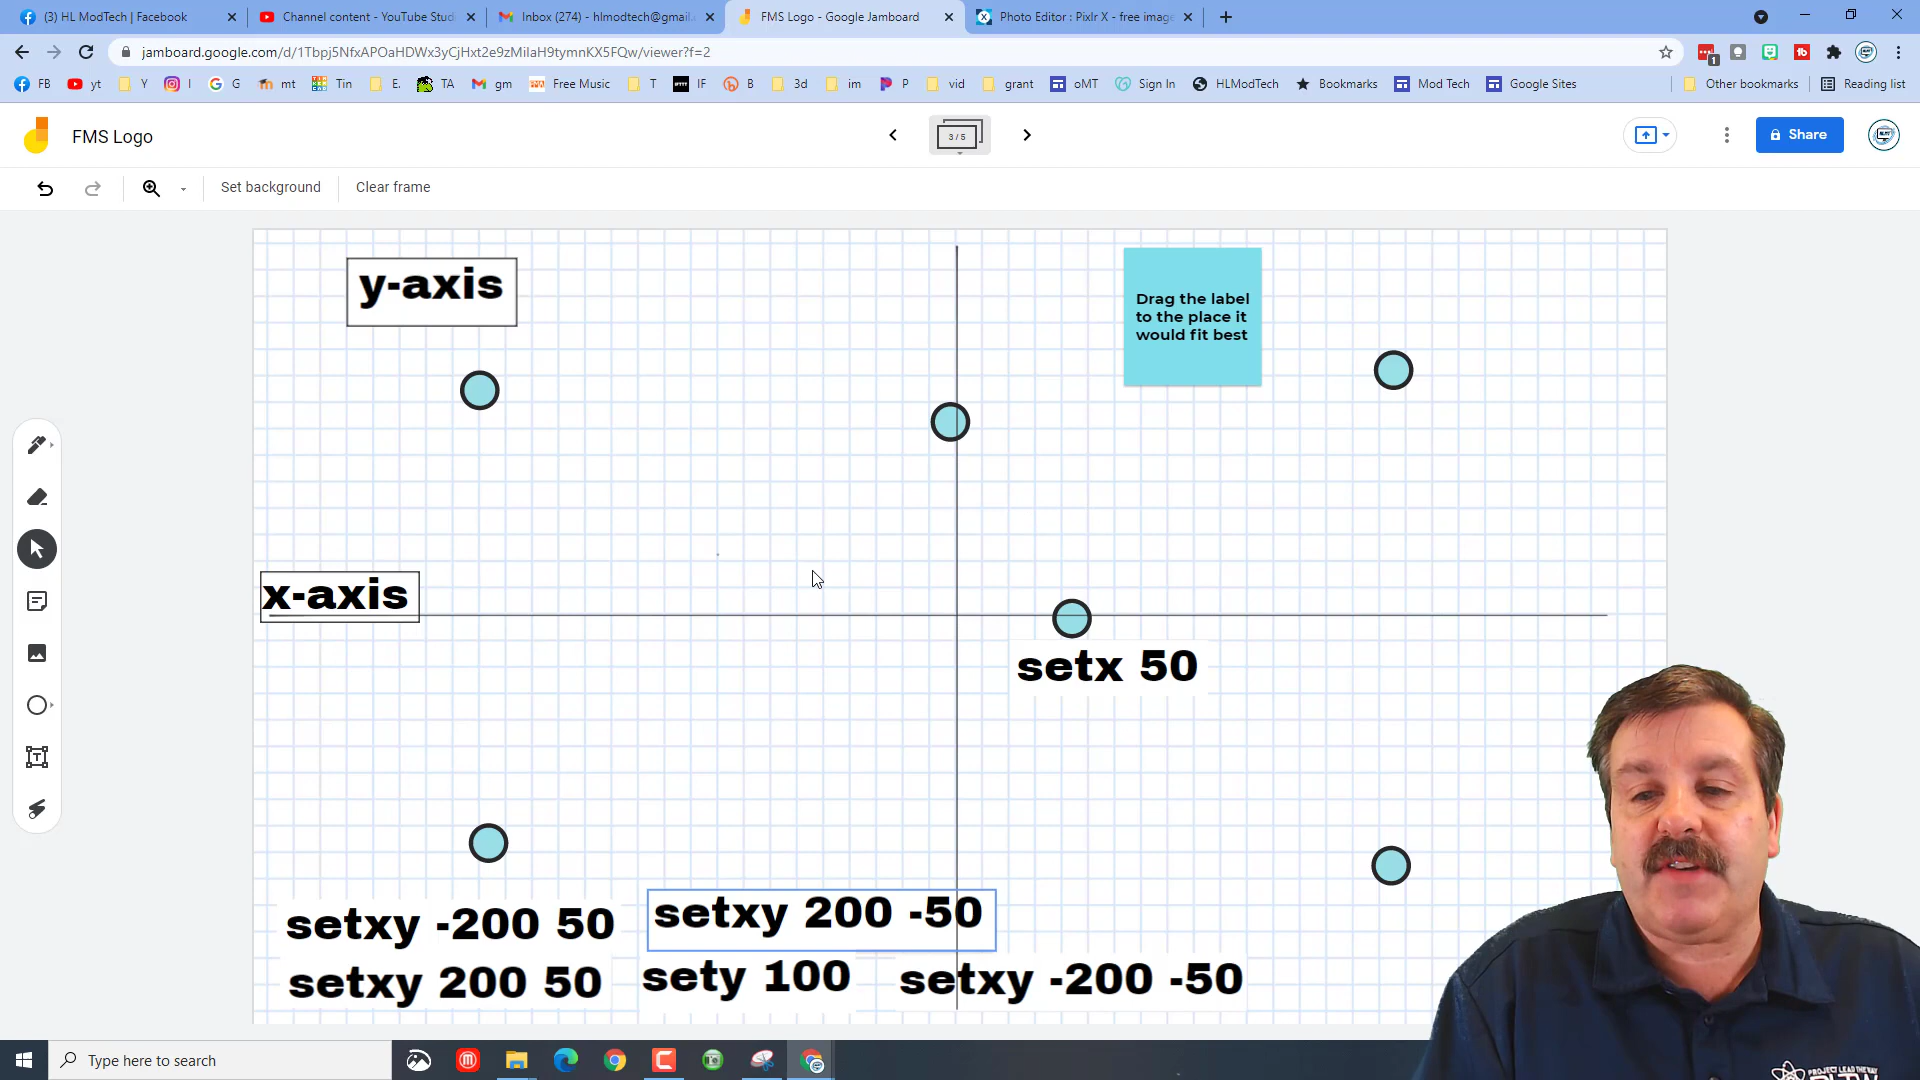 (3) HL ModTech | Facebook
Channel content - YouTube Stud
Inbox (274) - hlmodtech@gmail.
FMS Logo - Google Jamboard
Photo Editor : Pixlr X - free image
jamboard.google.com/d/1Tbpj5NfxAPOaHDWx3yCjHxt2e9zMilaH9tymnKX5FQw/viewer?f=2
FB yt Y I G mt Tin E. TA gm Free Music T IF B 3d im P vid grant oMT Sign In HLModTech Bookmarks Mod Tech Google Sites Other bookmarks Reading list
FMS Logo
3 / 5
Share
Set background
Clear frame
y-axis
Drag the label
to the place it
would fit best
x-axis
setx 50
setxy -200 50
setxy 200 -50
setxy 200 50
sety 100
setxy -200 -50
Type here to search
PROJECT LEAD THE WAY